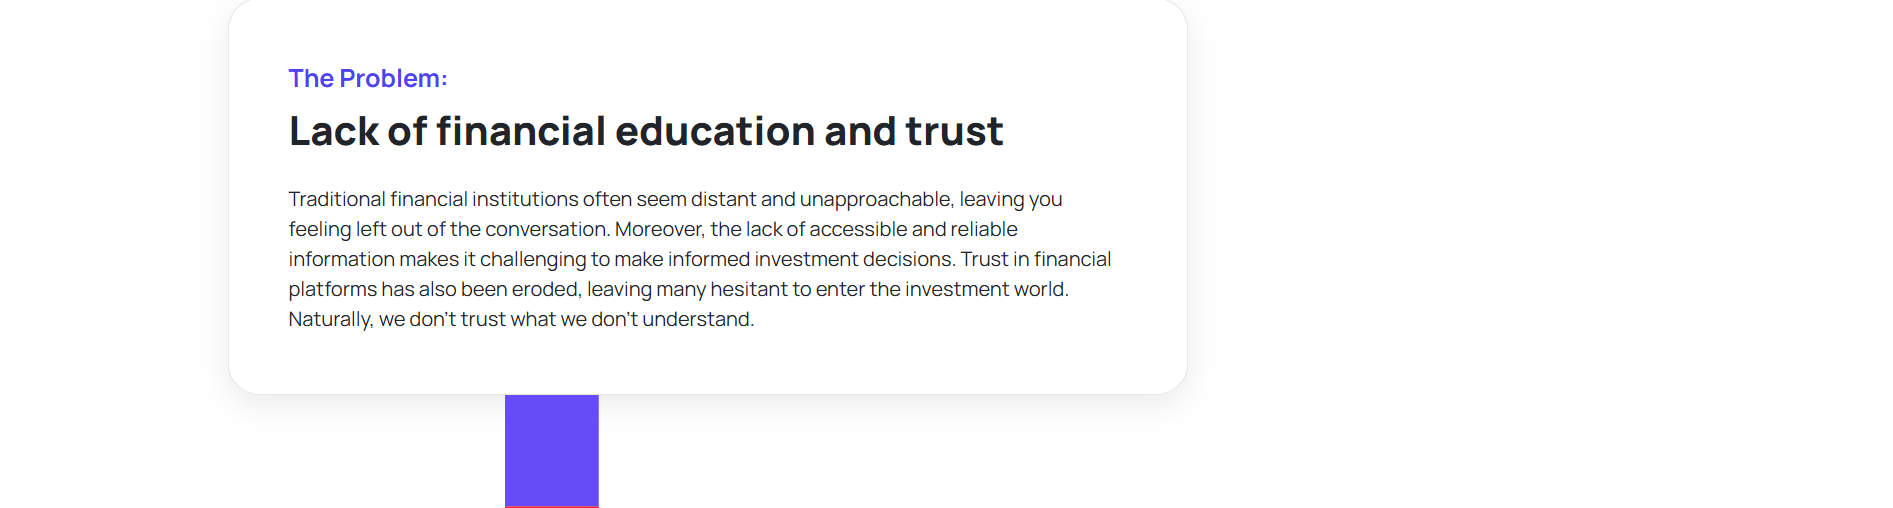 The Problem:
Lack of financial education and trust
Traditional financial institutions often seem distant and unapproachable, leaving you
feeling left out of the conversation. Moreover, the lack of accessible and reliable
information makes it challenging to make informed investment decisions. Trust in financial
platforms has also been eroded, leaving many hesitant to enter the investment world.
Naturally, we don't trust what we don't understand.